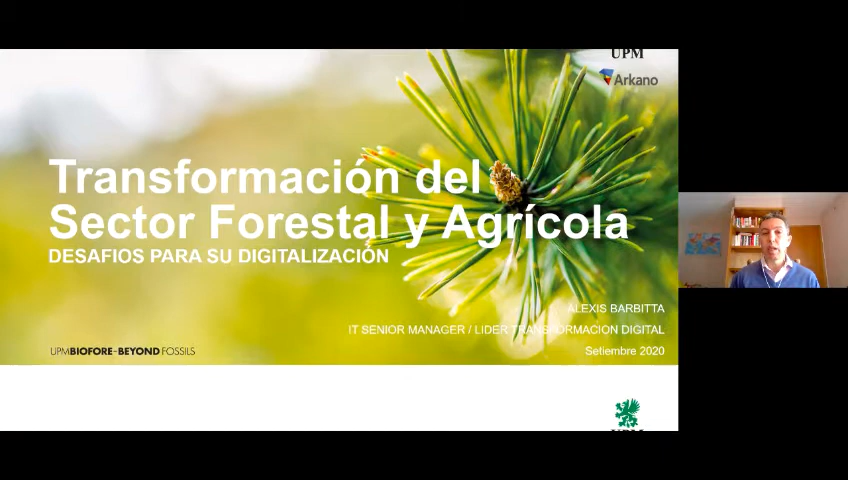 UPM
Arkano
Transformación del
Sector Forestal y Agrícola
DESAFIOS PARA SU DIGITALIZACIÓN
ALEXIS BARBITTA
IT SENIOR MANAGER / LIDER TRANSFORMACION DIGITAL
Setiembre 2020
UPMBIOFORE–BEYOND FOSSILS
UPM